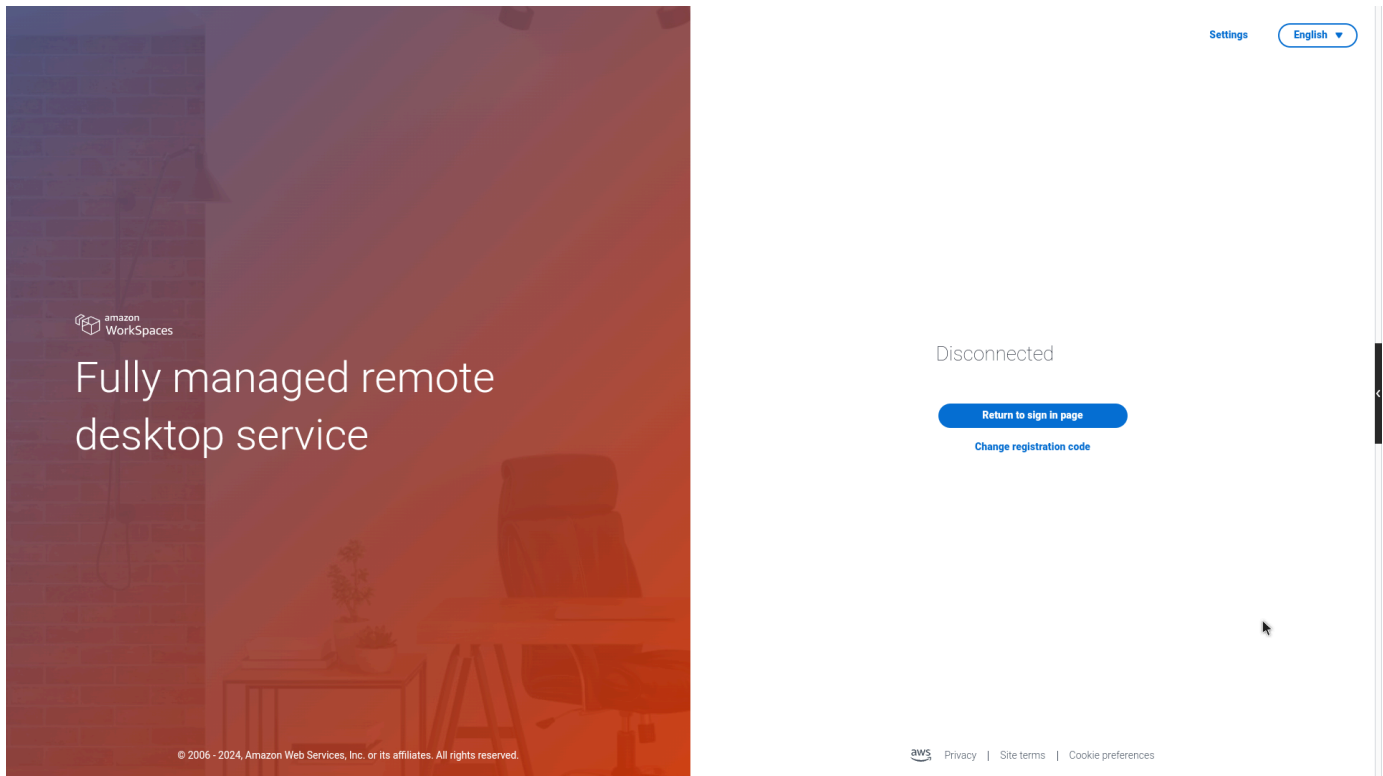 Settings
English
amazon
WorkSpaces
Fully managed remote
desktop service
Disconnected
Return to sign in page
Change registration code
© 2006 - 2024, Amazon Web Services, Inc. or its affiliates. All rights reserved.
aws Privacy | Site terms | Cookie preferences